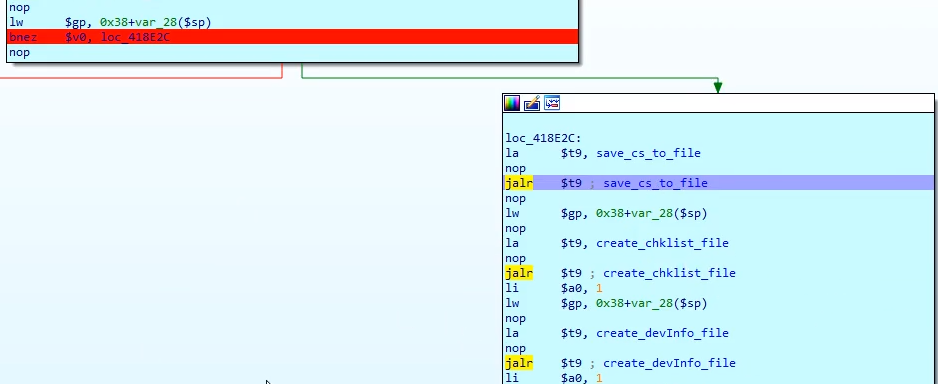 nop
lw $gp, 0x38+var_28($sp)
bnez $v0, loc_418E2C
nop
loc_418E2C:
la $t9, save_cs_to_file
nop
jalr $t9 ; save_cs_to_file
nop
lw $gp, 0x38+var_28($sp)
nop
la $t9, create_chklist_file
nop
jalr $t9 ; create_chklist_file
li $a0, 1
lw $gp, 0x38+var_28($sp)
nop
la $t9, create_devInfo_file
nop
jalr $t9 ; create_devInfo_file
li $a0, 1